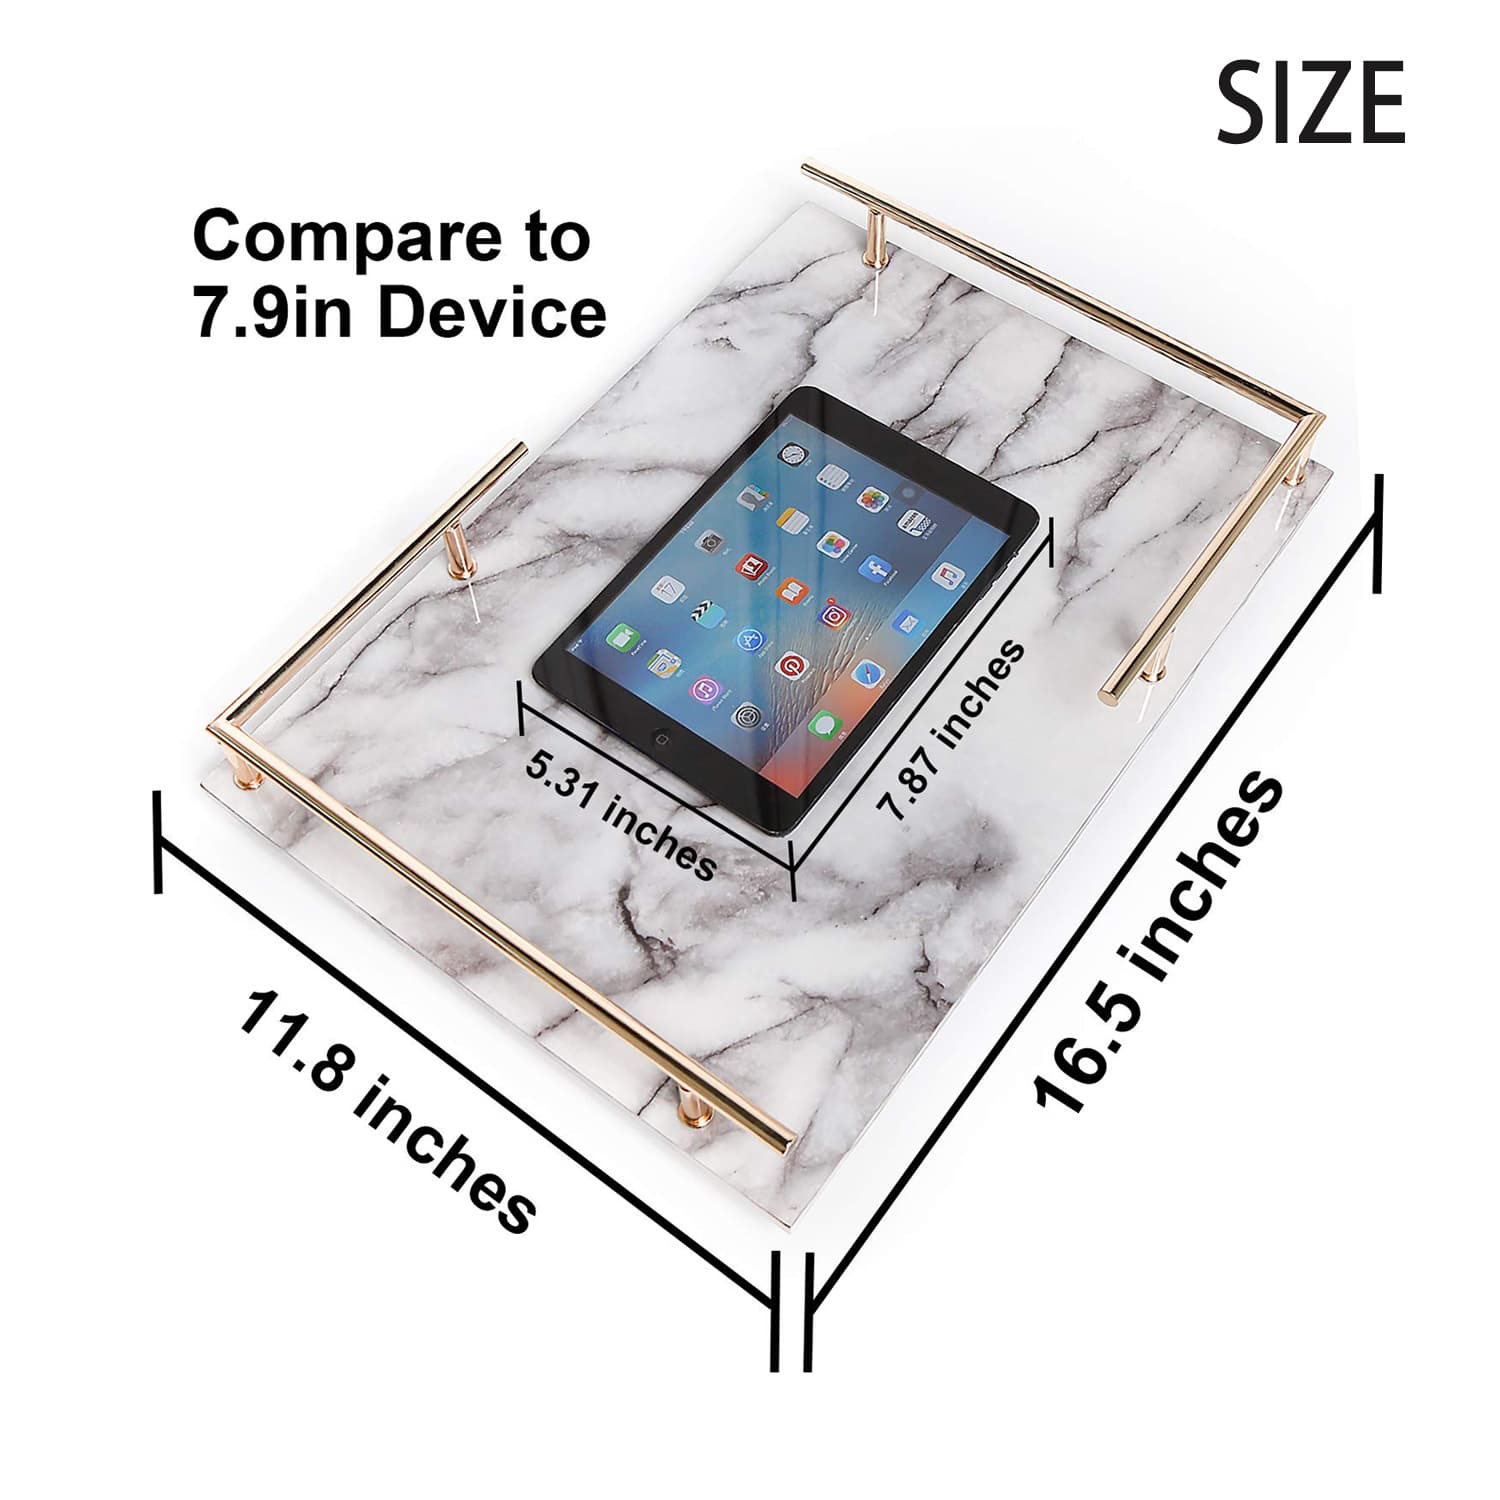 SIZE
Compare to
7.9in Device
5.31 inches
7.87 inches
11.8 inches
16.5 inches